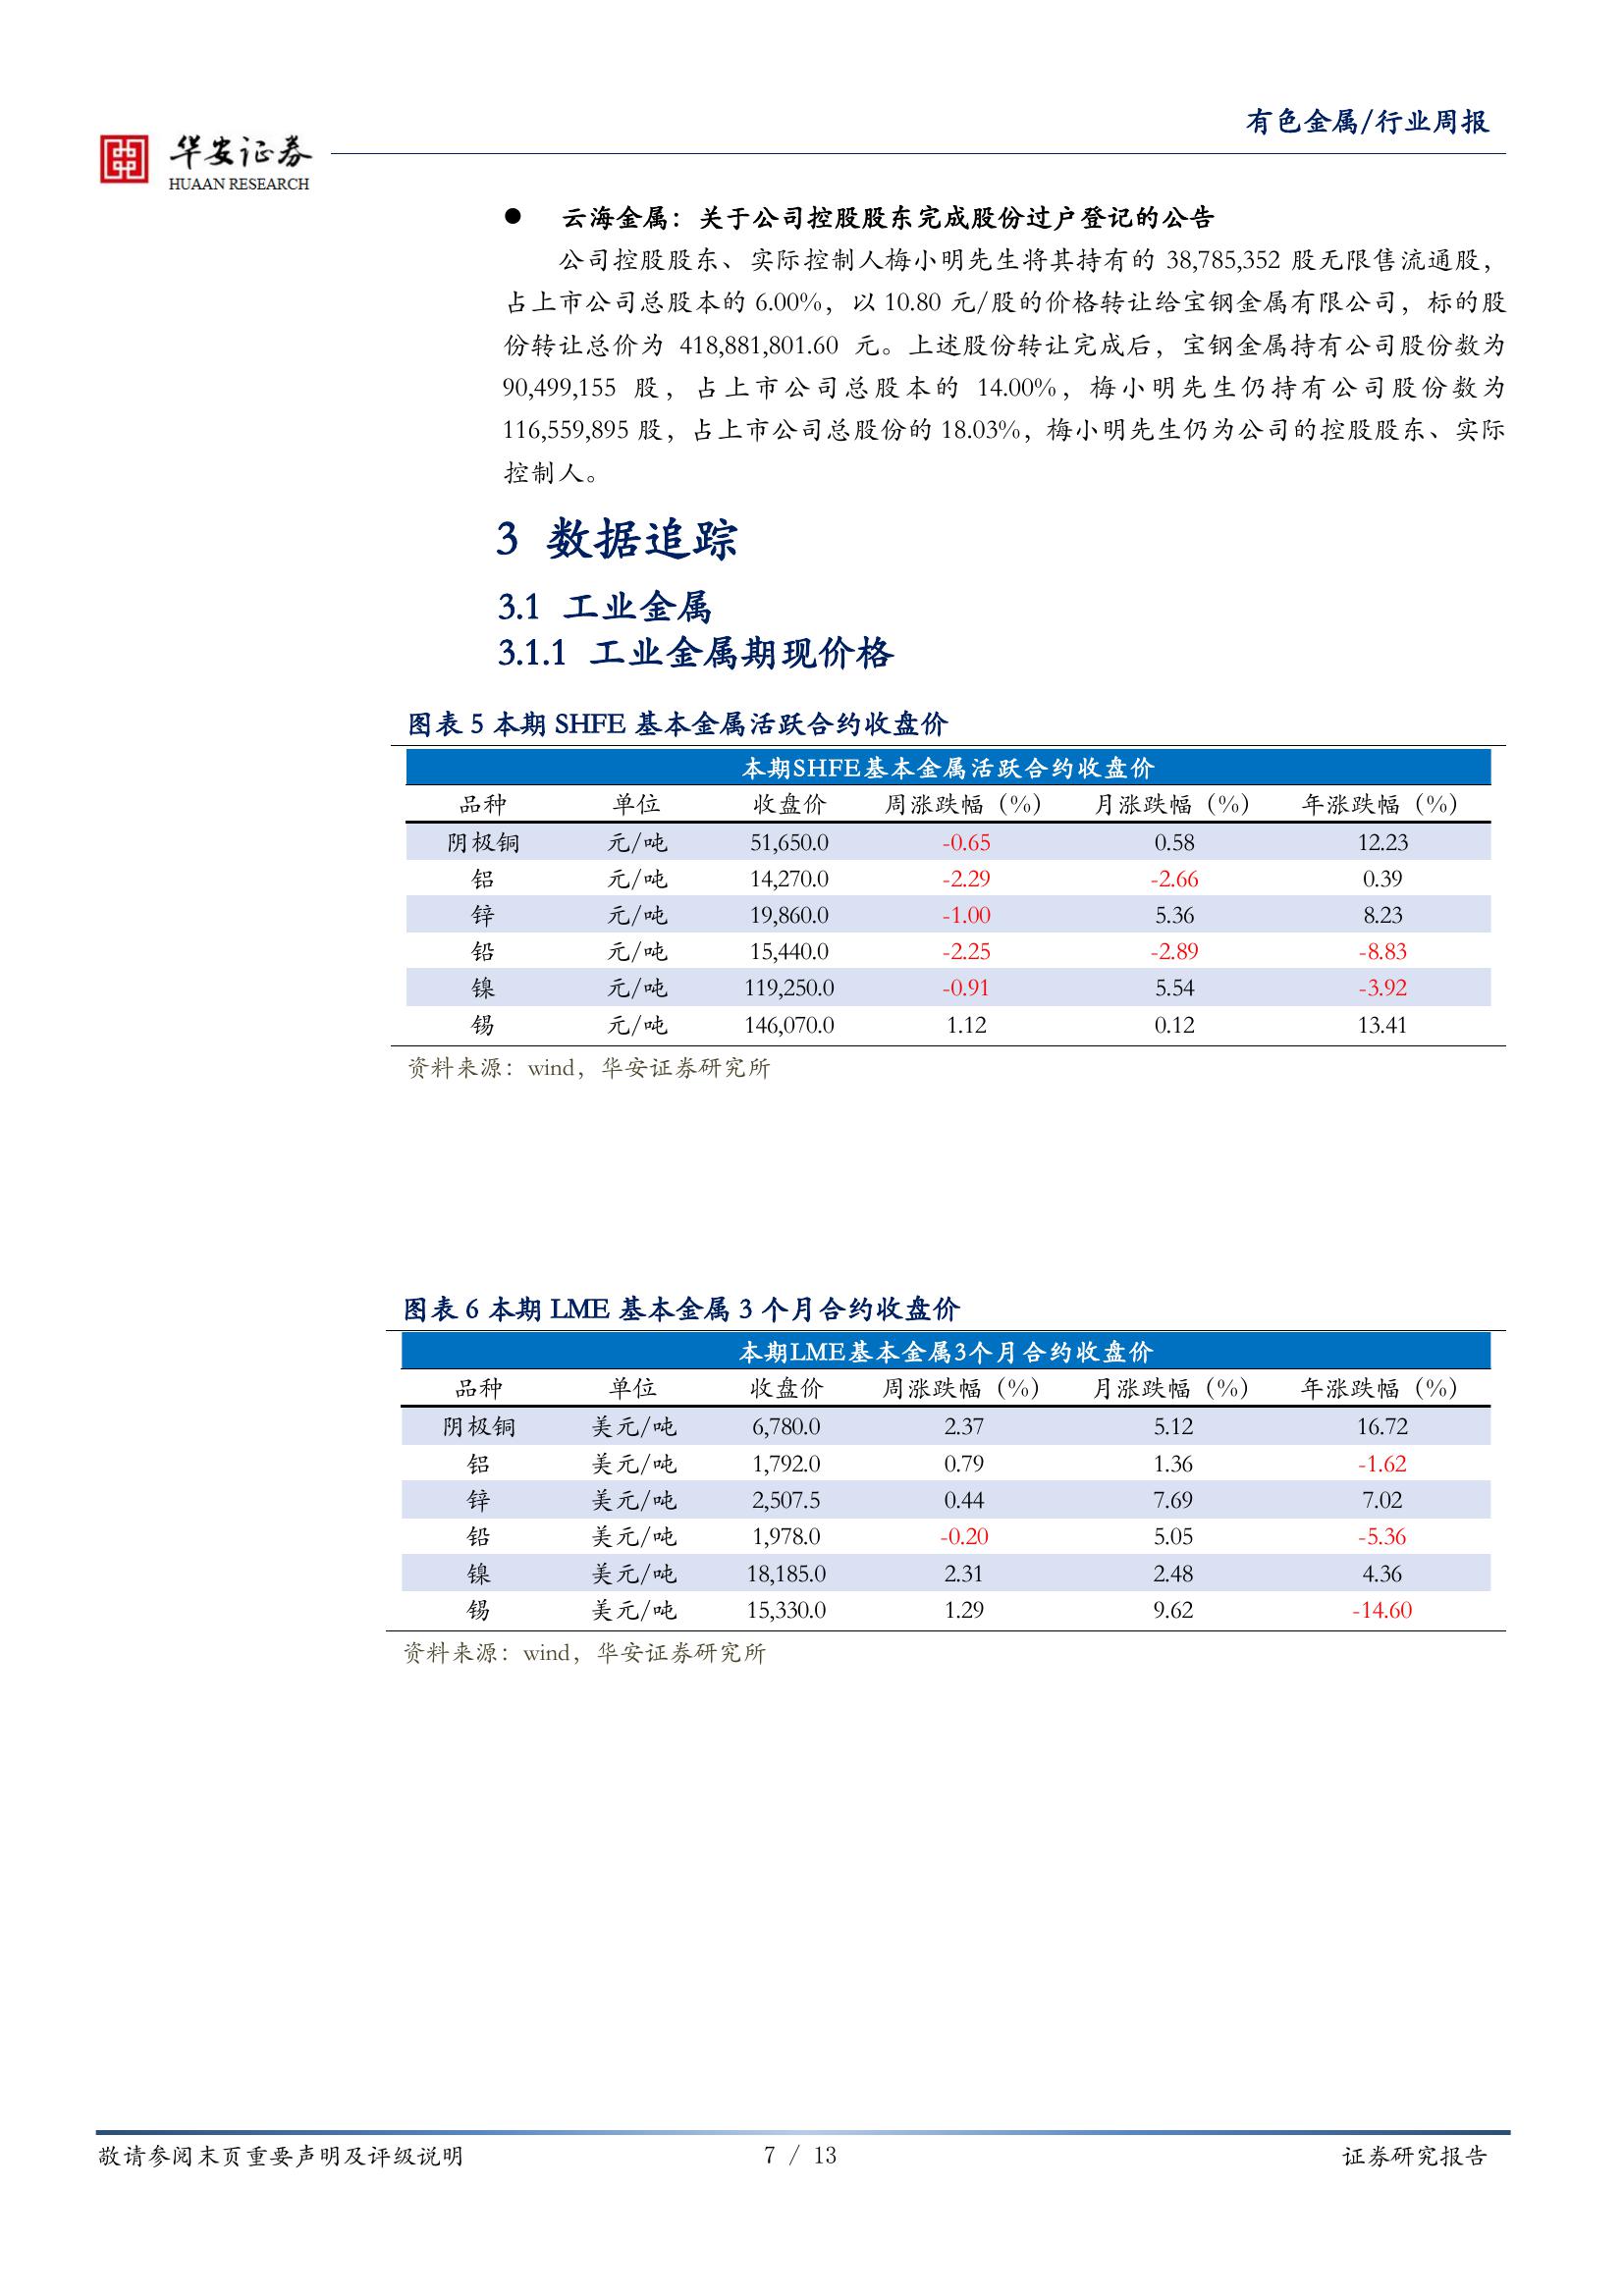 有色金属/行业周报
华安证券
HUAAN RESEARCH
● 云海金属：关于公司控股股东完成股份过户登记的公告
公司控股股东、实际控制人梅小明先生将其持有的 38,785,352 股无限售流通股，
占上市公司总股本的 6.00%，以 10.80 元/股的价格转让给宝钢金属有限公司，标的股
份转让总价为 418,881,801.60 元。上述股份转让完成后，宝钢金属持有公司股份数为
90,499,155 股，占上市公司总股本的 14.00%，梅小明先生仍持有公司股份数为
116,559,895 股，占上市公司总股份的 18.03%，梅小明先生仍为公司的控股股东、实际
控制人。
3 数据追踪
3.1 工业金属
3.1.1 工业金属期现价格
图表 5 本期 SHFE 基本金属活跃合约收盘价
本期SHFE基本金属活跃合约收盘价
品种 单位 收盘价 周涨跌幅（%） 月涨跌幅（%） 年涨跌幅（%）
阴极铜 元/吨 51,650.0 -0.65 0.58 12.23
铝 元/吨 14,270.0 -2.29 -2.66 0.39
锌 元/吨 19,860.0 -1.00 5.36 8.23
铅 元/吨 15,440.0 -2.25 -2.89 -8.83
镍 元/吨 119,250.0 -0.91 5.54 -3.92
锡 元/吨 146,070.0 1.12 0.12 13.41
资料来源：wind，华安证券研究所
图表 6 本期 LME 基本金属 3 个月合约收盘价
本期LME基本金属3个月合约收盘价
品种 单位 收盘价 周涨跌幅（%） 月涨跌幅（%） 年涨跌幅（%）
阴极铜 美元/吨 6,780.0 2.37 5.12 16.72
铝 美元/吨 1,792.0 0.79 1.36 -1.62
锌 美元/吨 2,507.5 0.44 7.69 7.02
铅 美元/吨 1,978.0 -0.20 5.05 -5.36
镍 美元/吨 18,185.0 2.31 2.48 4.36
锡 美元/吨 15,330.0 1.29 9.62 -14.60
资料来源：wind，华安证券研究所
敬请参阅末页重要声明及评级说明 7 / 13 证券研究报告